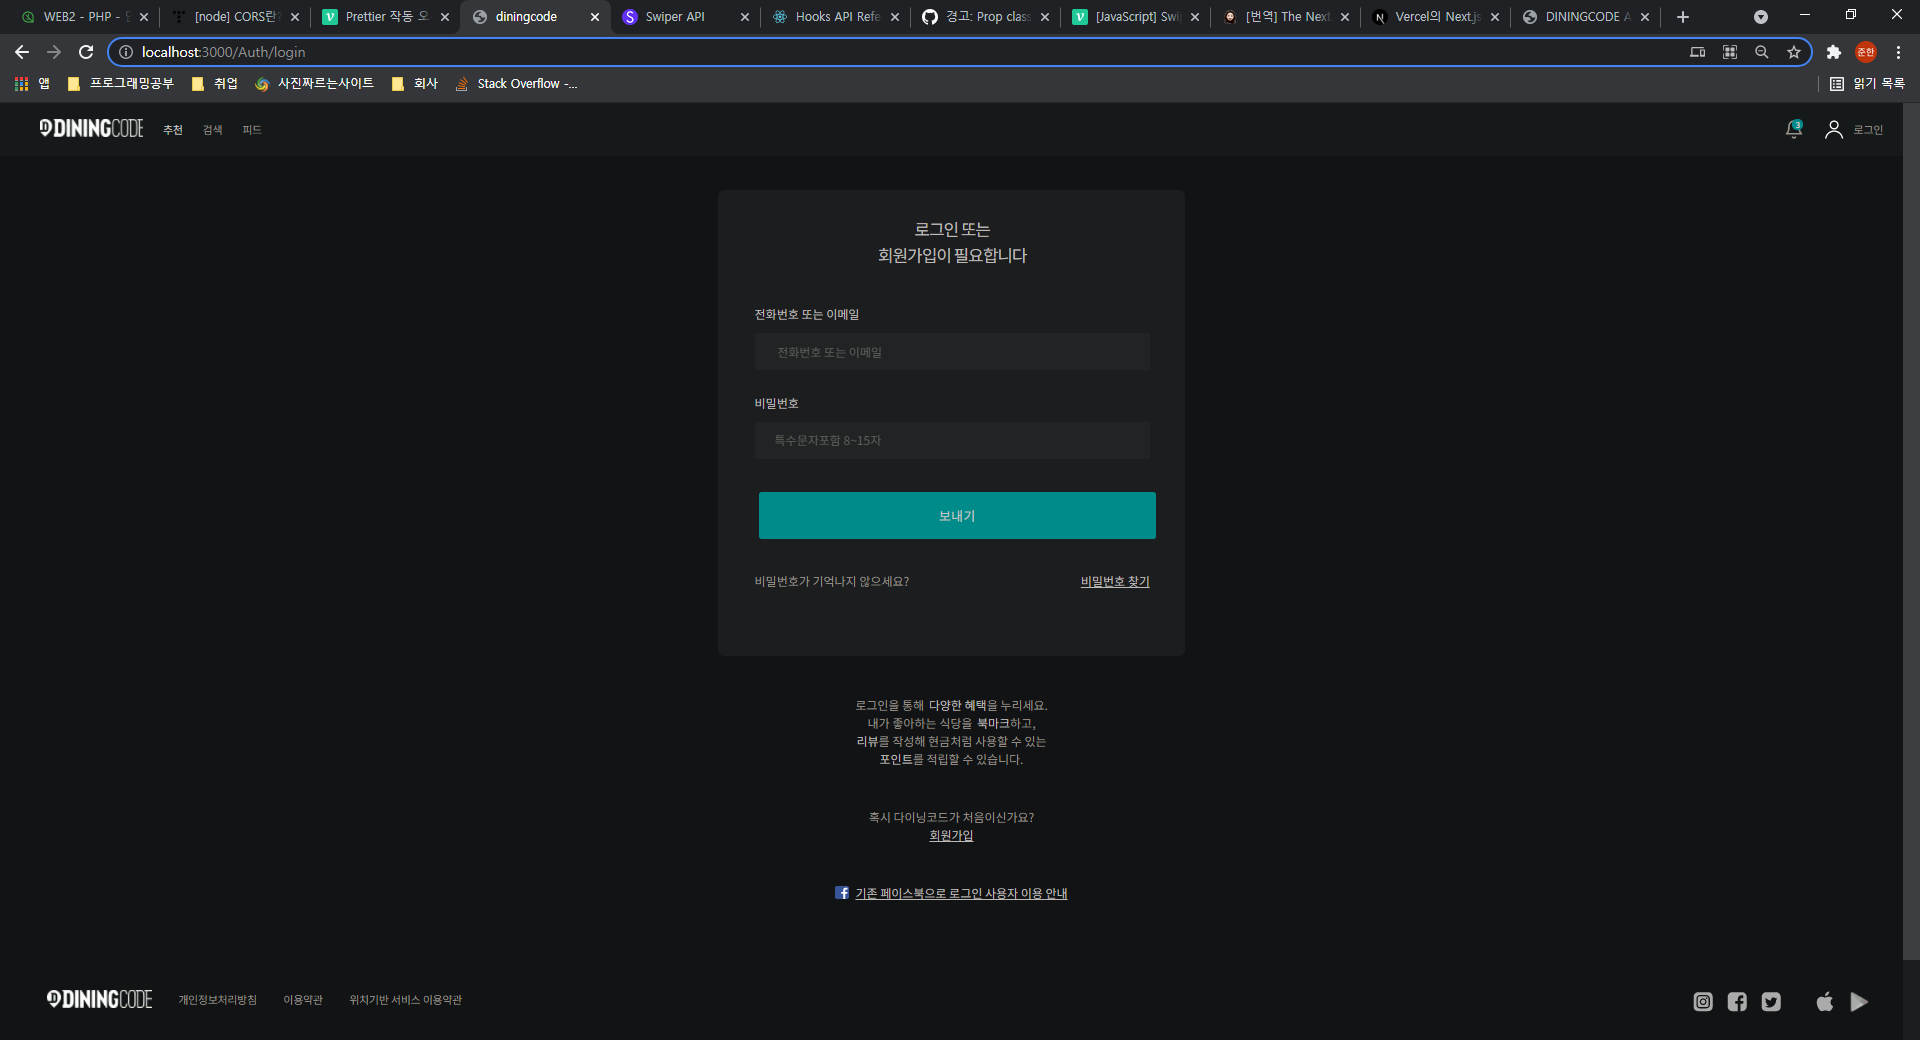 WEB2 - PHP -
[node] CORS란?
Prettier 작동 오
diningcode
Swiper API
Hooks API Refe
경고: Prop class
[JavaScript] Swi
[번역] The Next
Vercel의 Next.js
DININGCODE A
localhost:3000/Auth/login
준한
앱
프로그래밍공부
취업
사진짜르는사이트
회사
Stack Overflow -...
읽기 목록
DININGCODE
추천
검색
피드
3
로그인
로그인 또는
회원가입이 필요합니다
전화번호 또는 이메일
전화번호 또는 이메일
비밀번호
특수문자포함 8~15자
보내기
비밀번호가 기억나지 않으세요?
비밀번호 찾기
로그인을 통해 다양한 혜택을 누리세요.
내가 좋아하는 식당을 북마크하고,
리뷰를 작성해 현금처럼 사용할 수 있는
포인트를 적립할 수 있습니다.
혹시 다이닝코드가 처음이신가요?
회원가입
기존 페이스북으로 로그인 사용자 이용 안내
DININGCODE
개인정보처리방침
이용약관
위치기반 서비스 이용약관